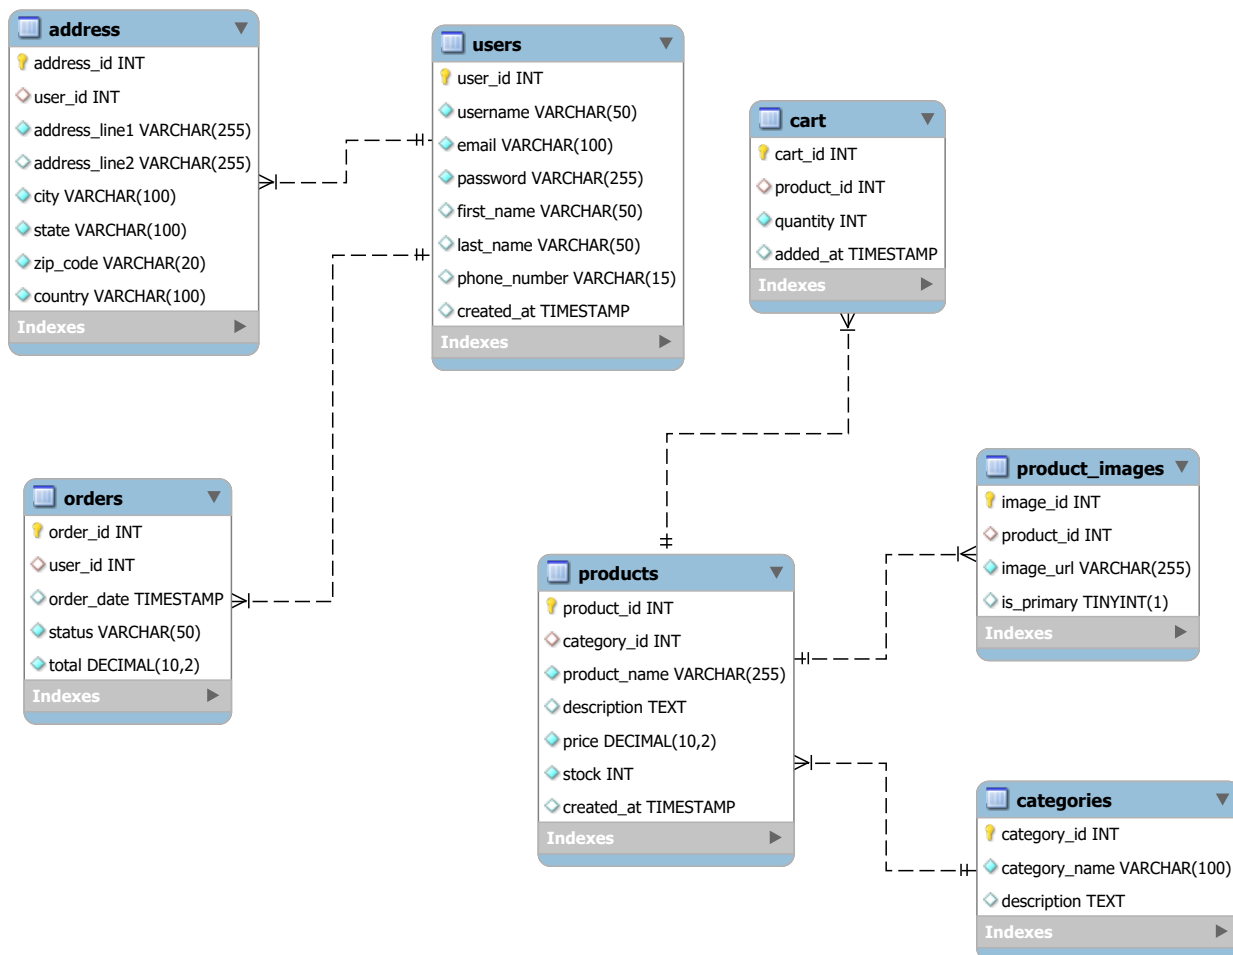 address
address_id INT
user_id INT
address_line1 VARCHAR(255)
address_line2 VARCHAR(255)
city VARCHAR(100)
state VARCHAR(100)
zip_code VARCHAR(20)
country VARCHAR(100)
Indexes
users
user_id INT
username VARCHAR(50)
email VARCHAR(100)
password VARCHAR(255)
first_name VARCHAR(50)
last_name VARCHAR(50)
phone_number VARCHAR(15)
created_at TIMESTAMP
Indexes
cart
cart_id INT
product_id INT
quantity INT
added_at TIMESTAMP
Indexes
orders
order_id INT
user_id INT
order_date TIMESTAMP
status VARCHAR(50)
total DECIMAL(10,2)
Indexes
products
product_id INT
category_id INT
product_name VARCHAR(255)
description TEXT
price DECIMAL(10,2)
stock INT
created_at TIMESTAMP
Indexes
product_images
image_id INT
product_id INT
image_url VARCHAR(255)
is_primary TINYINT(1)
Indexes
categories
category_id INT
category_name VARCHAR(100)
description TEXT
Indexes